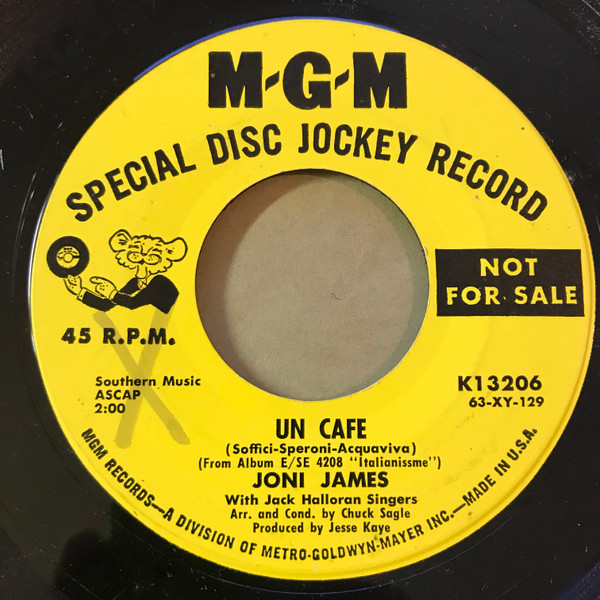 M-G-M
SPECIAL DISC JOCKEY RECORD
NOT
FOR SALE
45 R.P.M.
Southern Music
ASCAP
2:00
K13206
63-XY-129
UN CAFE
(Soffici-Speroni-Acquaviva)
(From Album E/SE 4208 "Italianissme")
JONI JAMES
With Jack Halloran Singers
Arr. and Cond. by Chuck Sagle
Produced by Jesse Kaye
MGM RECORDS—A DIVISION OF METRO-GOLDWYN-MAYER INC.—MADE IN U.S.A.